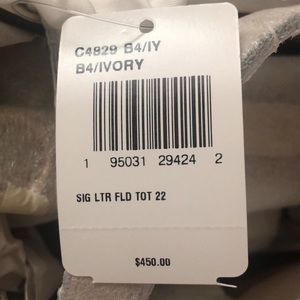 C4829 B4/IY
B4/IVORY
1 95031 29424 2
SIG LTR FLD TOT 22
$450.00